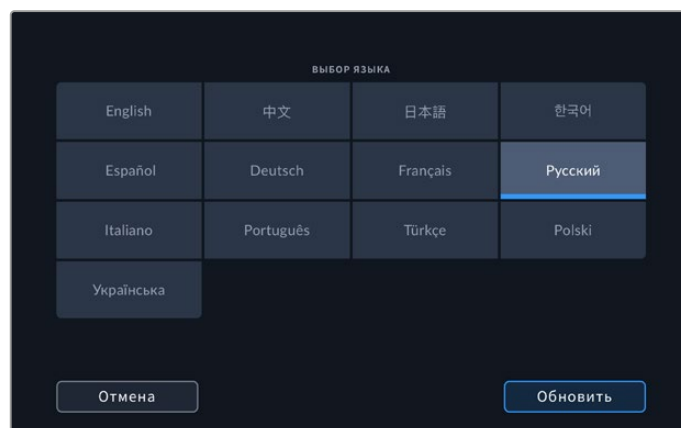 ВЫБОР ЯЗЫКА
English 中文 日本語 한국어
Español Deutsch Français Русский
Italiano Português Türkçe Polski
Українська
Отмена Обновить